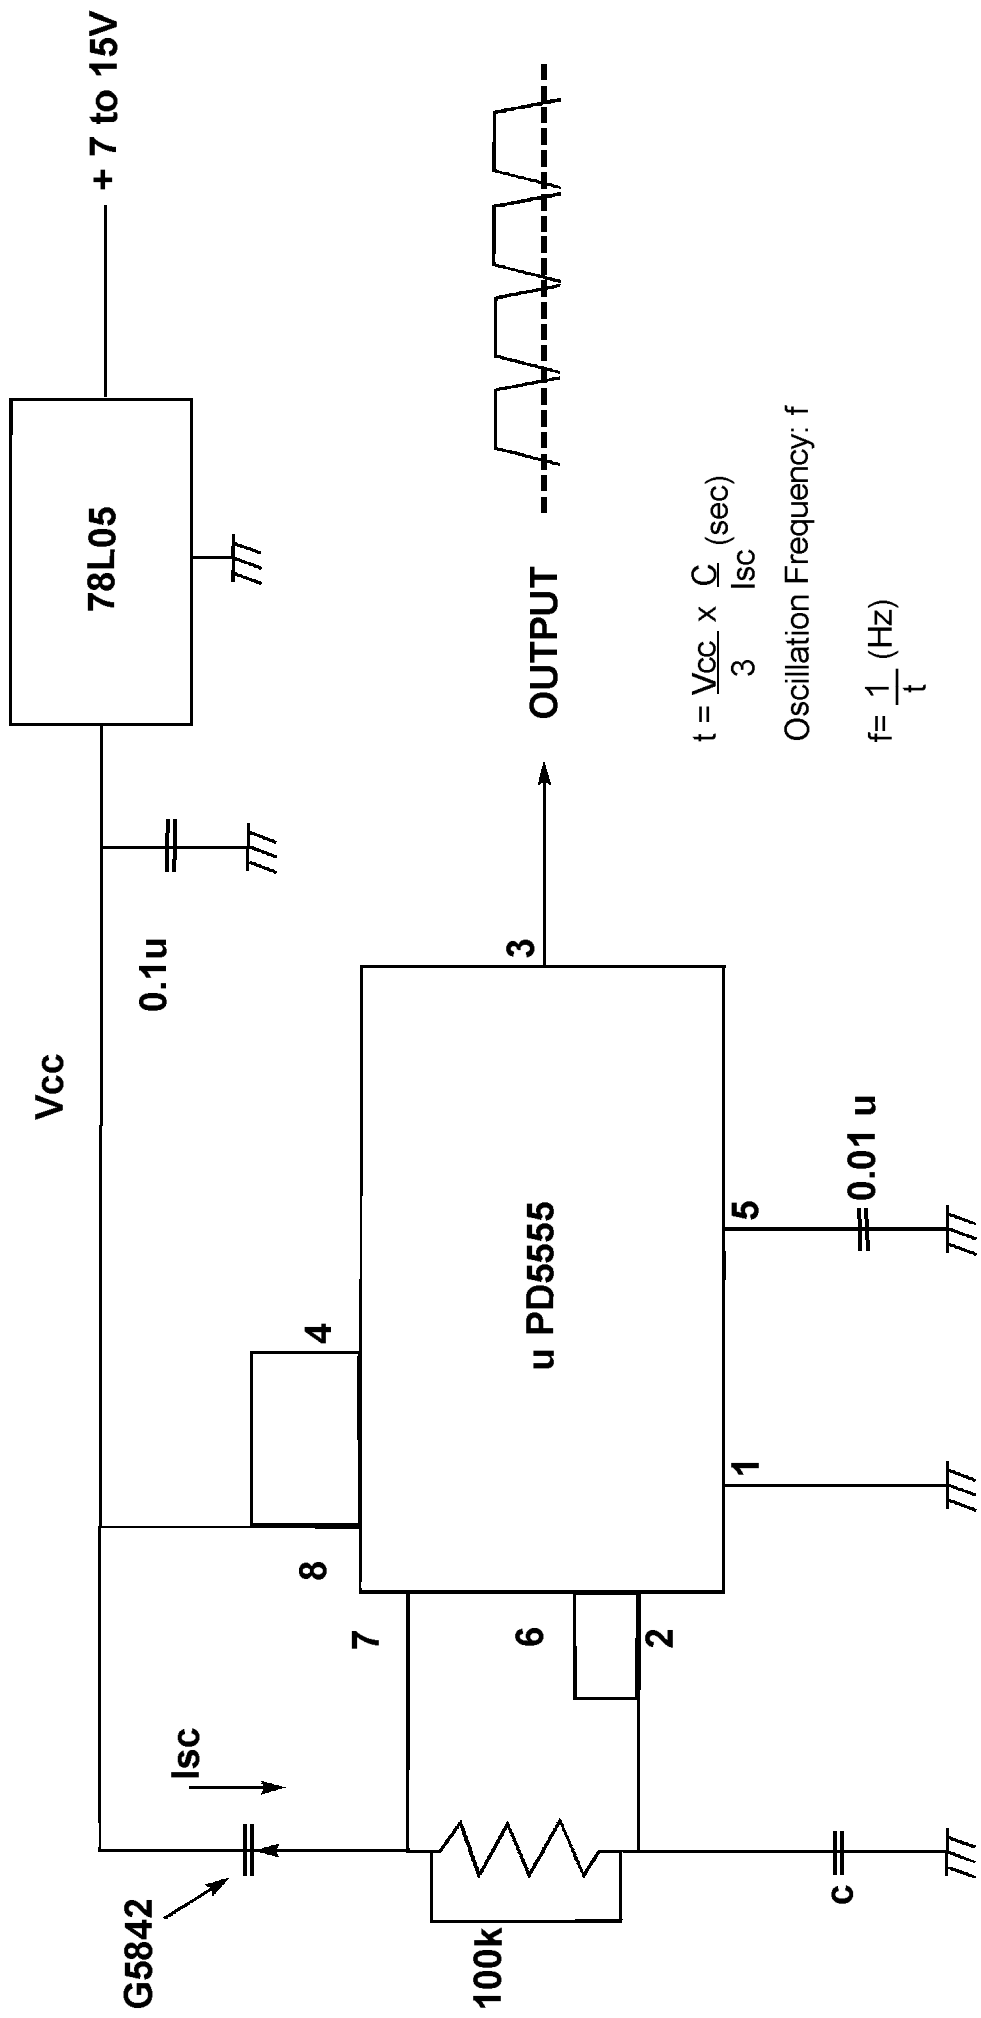 + 7 to 15V
78L05
Vcc
0.1u
G5842
Isc
8
4
7
6
2
3
1
5
u PD5555
OUTPUT
100k
c
0.01 u
t = Vcc/3 x C/Isc (sec)
Oscillation Frequency: f
f= 1/t (Hz)